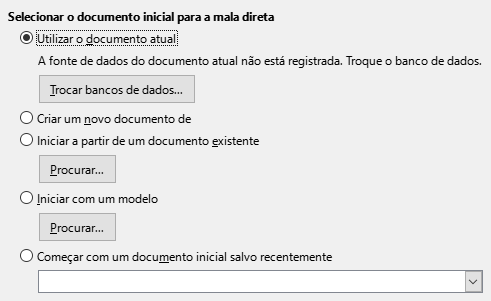 Selecionar o documento inicial para a mala direta
Utilizar o documento atual
A fonte de dados do documento atual não está registrada. Troque o banco de dados.
Trocar bancos de dados...
Criar um novo documento de
Iniciar a partir de um documento existente
Procurar...
Iniciar com um modelo
Procurar...
Começar com um documento inicial salvo recentemente